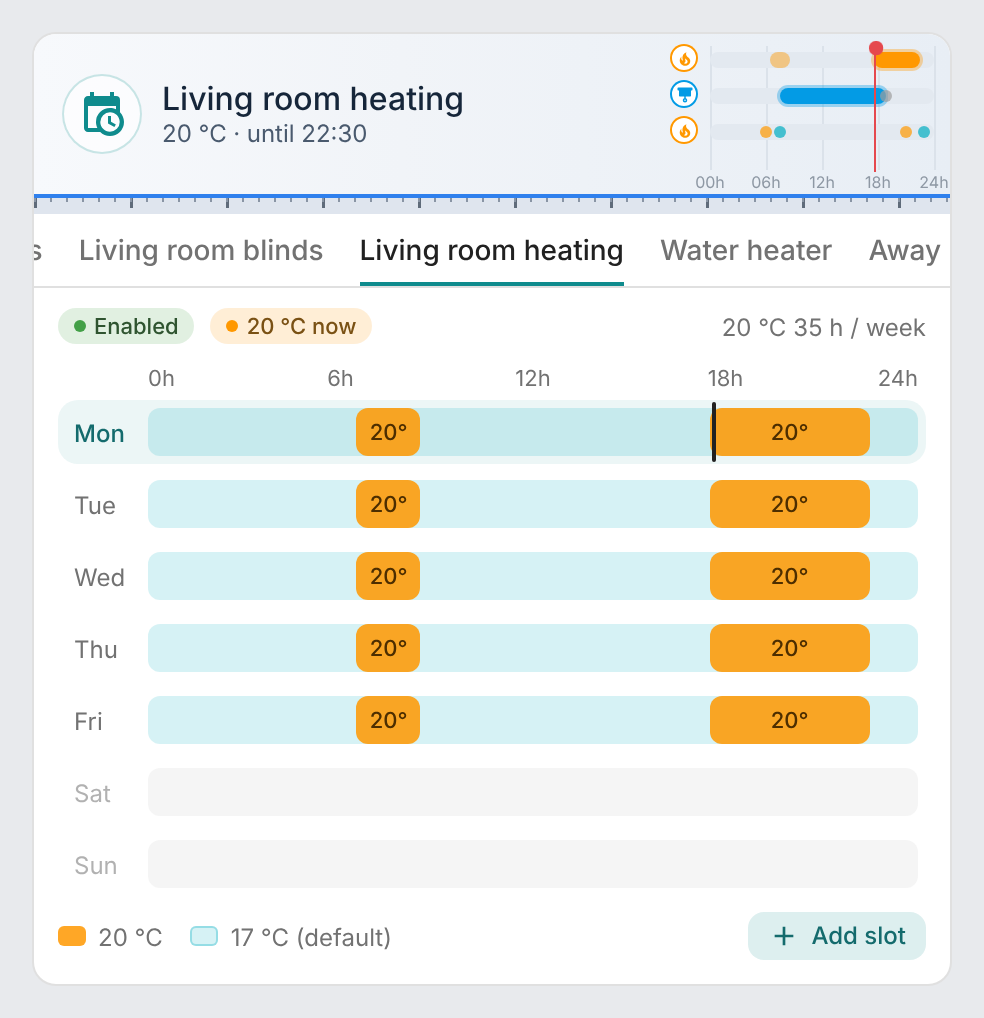 Living room heating
20 °C · until 22:30
00h 06h 12h 18h 24h
s Living room blinds Living room heating Water heater Away
Enabled 20 °C now 20 °C 35 h / week
0h 6h 12h 18h 24h
Mon 20° 20°
Tue 20° 20°
Wed 20° 20°
Thu 20° 20°
Fri 20° 20°
Sat
Sun
20 °C 17 °C (default) + Add slot